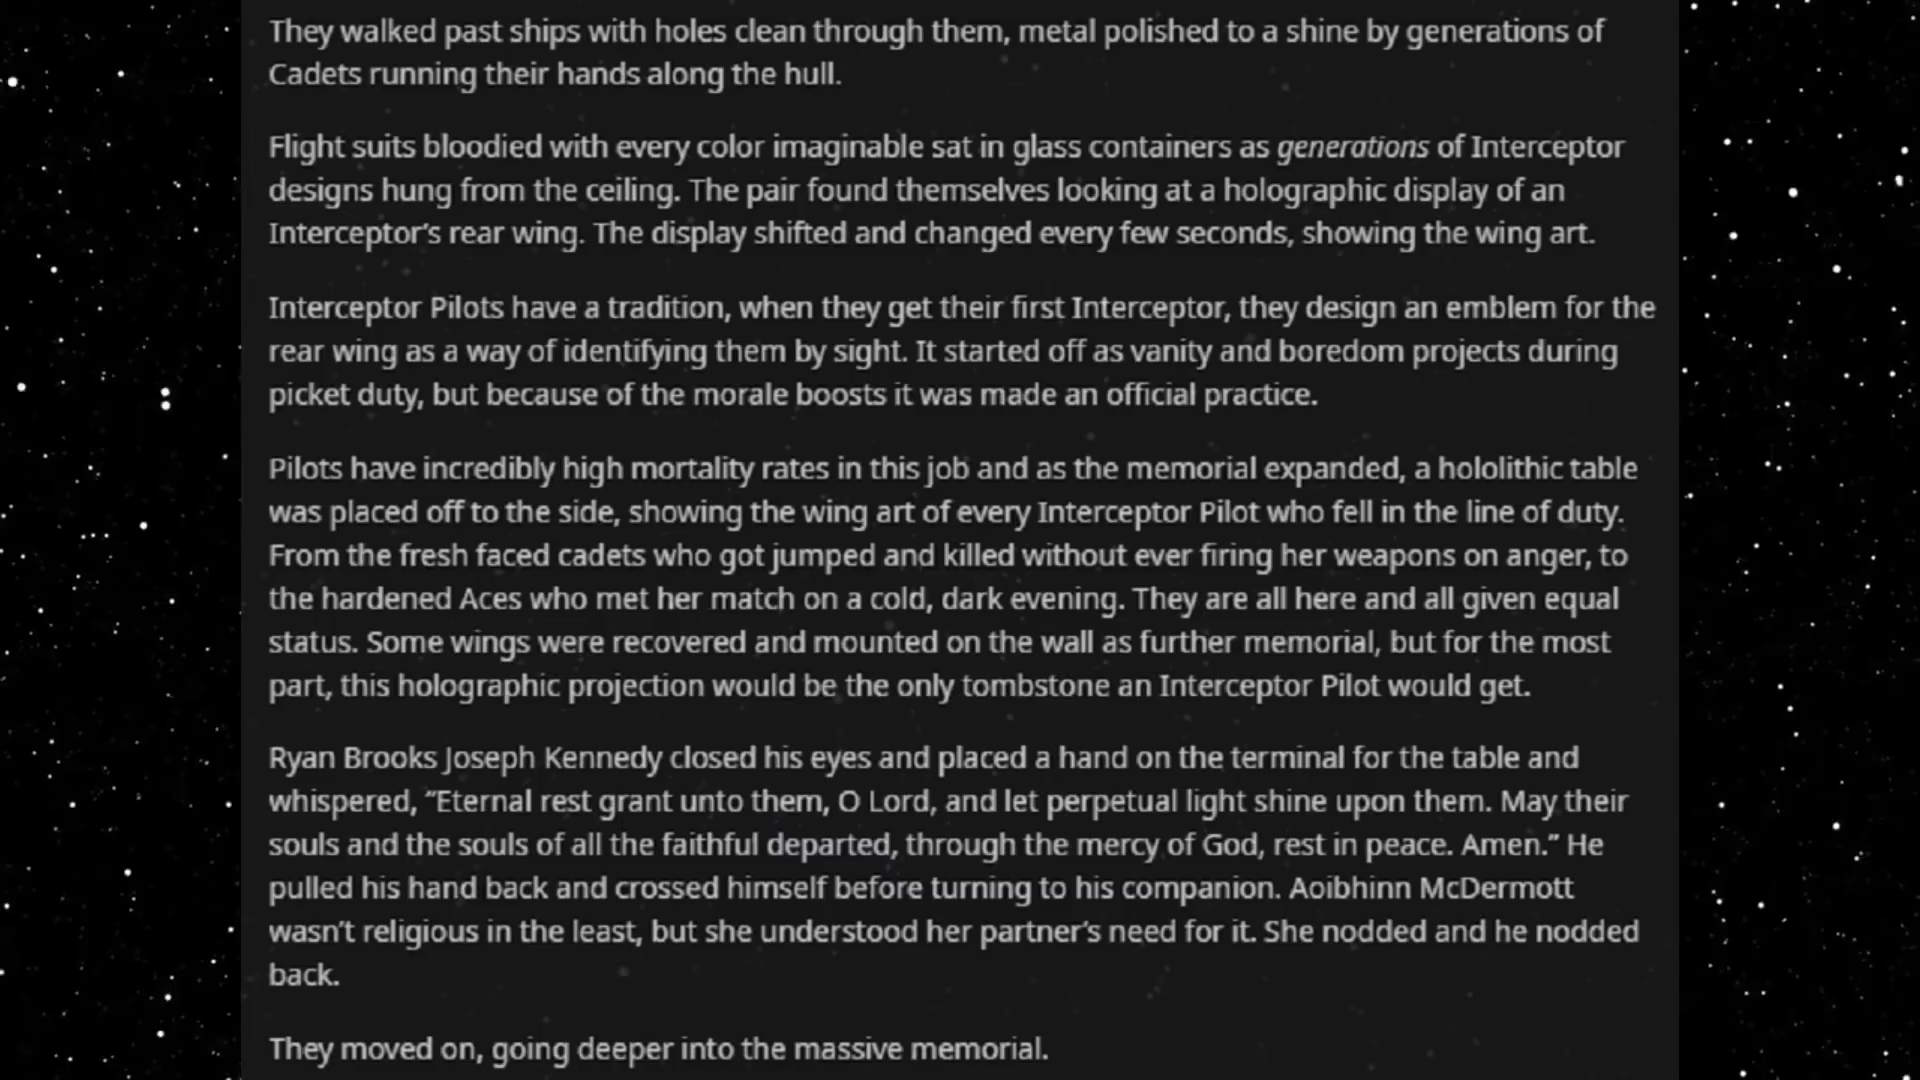 They walked past ships with holes clean through them, metal polished to a shine by generations of
Cadets running their hands along the hull.
Flight suits bloodied with every color imaginable sat in glass containers as generations of Interceptor
designs hung from the ceiling. The pair found themselves looking at a holographic display of an
Interceptor’s rear wing. The display shifted and changed every few seconds, showing the wing art.
Interceptor Pilots have a tradition, when they get their first Interceptor, they design an emblem for the
rear wing as a way of identifying them by sight. It started off as vanity and boredom projects during
picket duty, but because of the morale boosts it was made an official practice.
Pilots have incredibly high mortality rates in this job and as the memorial expanded, a hololithic table
was placed off to the side, showing the wing art of every Interceptor Pilot who fell in the line of duty.
From the fresh faced cadets who got jumped and killed without ever firing her weapons on anger, to
the hardened Aces who met her match on a cold, dark evening. They are all here and all given equal
status. Some wings were recovered and mounted on the wall as further memorial, but for the most
part, this holographic projection would be the only tombstone an Interceptor Pilot would get.
Ryan Brooks Joseph Kennedy closed his eyes and placed a hand on the terminal for the table and
whispered, “Eternal rest grant unto them, O Lord, and let perpetual light shine upon them. May their
souls and the souls of all the faithful departed, through the mercy of God, rest in peace. Amen.” He
pulled his hand back and crossed himself before turning to his companion. Aoibhinn McDermott
wasn’t religious in the least, but she understood her partner’s need for it. She nodded and he nodded
back.
They moved on, going deeper into the massive memorial.